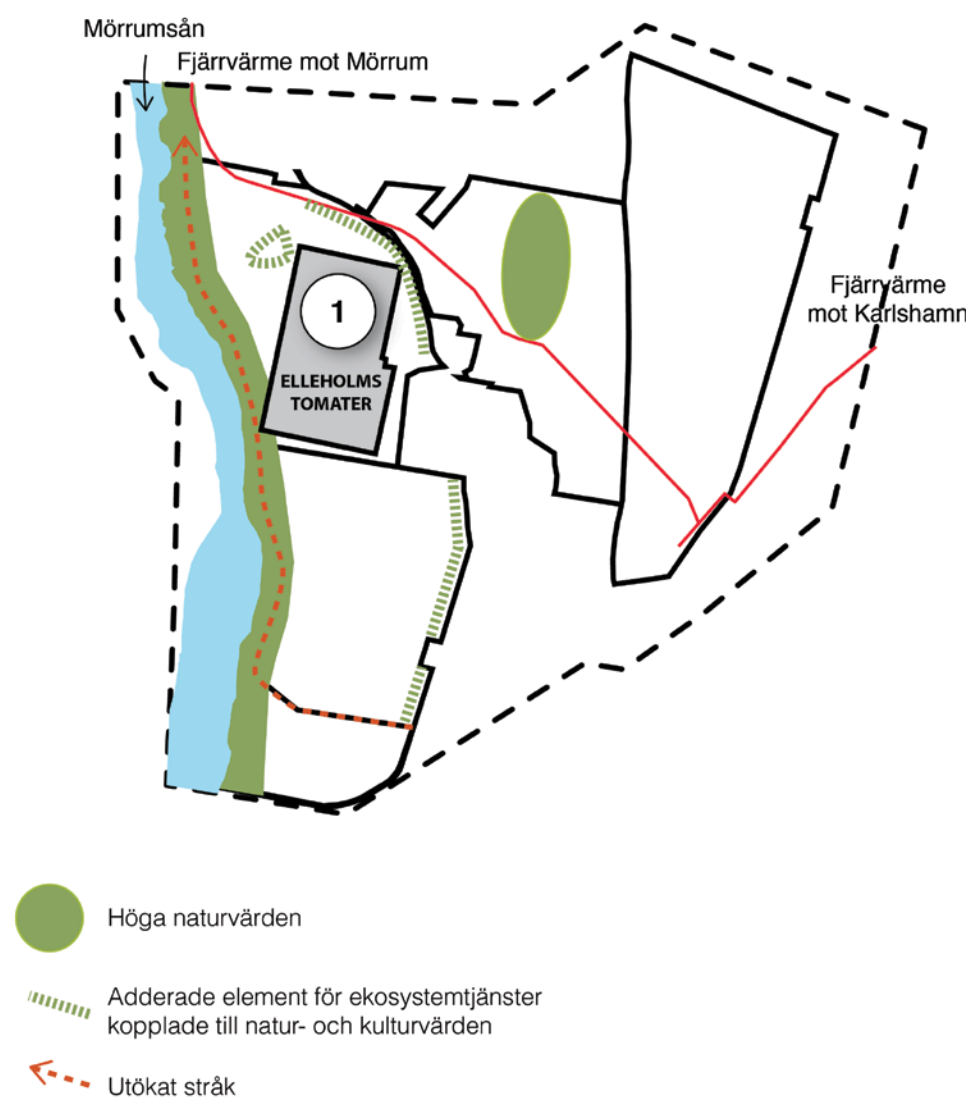 Mörrumsån
Fjärrvärme mot Mörrum
Fjärrvärme
mot Karlshamn
1
ELLEHOLMS
TOMATER
Höga naturvärden
Adderade element för ekosystemtjänster
kopplade till natur- och kulturvärden
Utökat stråk